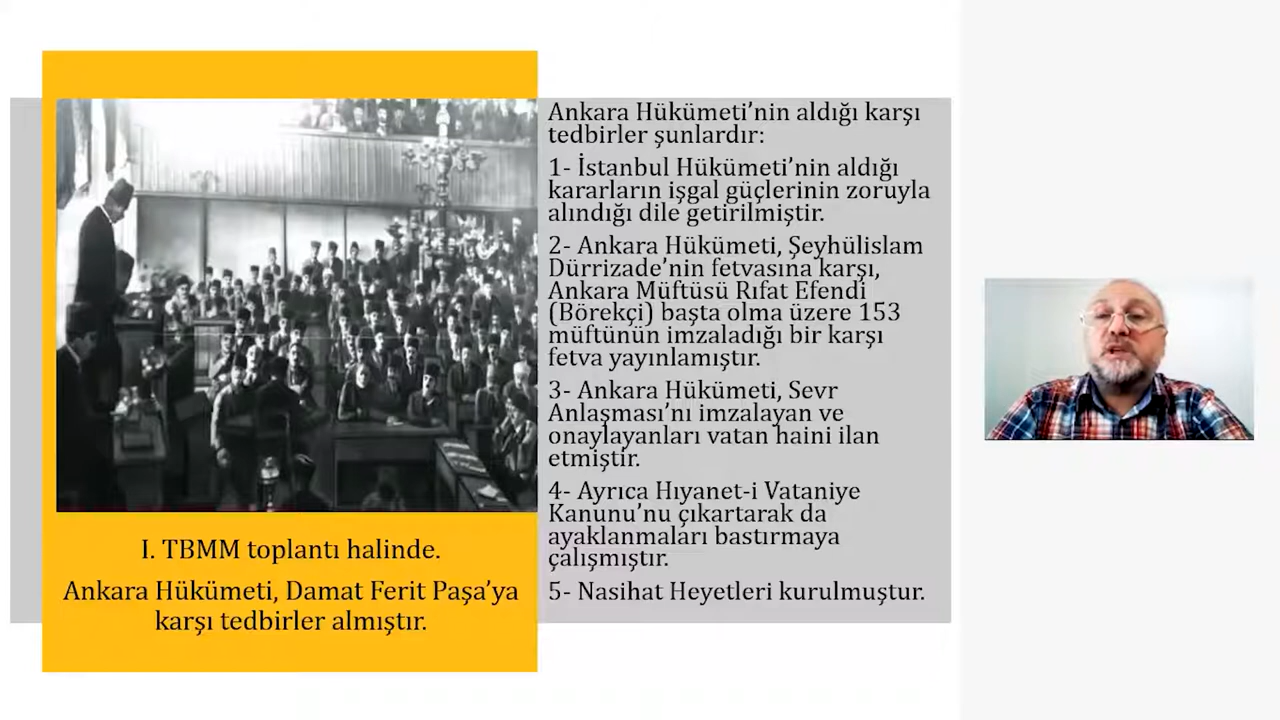 I. TBMM toplantı halinde.
Ankara Hükümeti, Damat Ferit Paşa’ya
karşı tedbirler almıştır.
Ankara Hükümeti’nin aldığı karşı
tedbirler şunlardır:
1- İstanbul Hükümeti’nin aldığı
kararların işgal güçlerinin zoruyla
alındığı dile getirilmiştir.
2- Ankara Hükümeti, Şeyhülislam
Dürrizade’nin fetvasına karşı,
Ankara Müftüsü Rıfat Efendi
(Börekçi) başta olma üzere 153
müftünün imzaladığı bir karşı
fetva yayınlamıştır.
3- Ankara Hükümeti, Sevr
Anlaşması’nı imzalayan ve
onaylayanları vatan haini ilan
etmiştir.
4- Ayrıca Hıyanet-i Vataniye
Kanunu’nu çıkartarak da
ayaklanmaları bastırmaya
çalışmıştır.
5- Nasihat Heyetleri kurulmuştur.